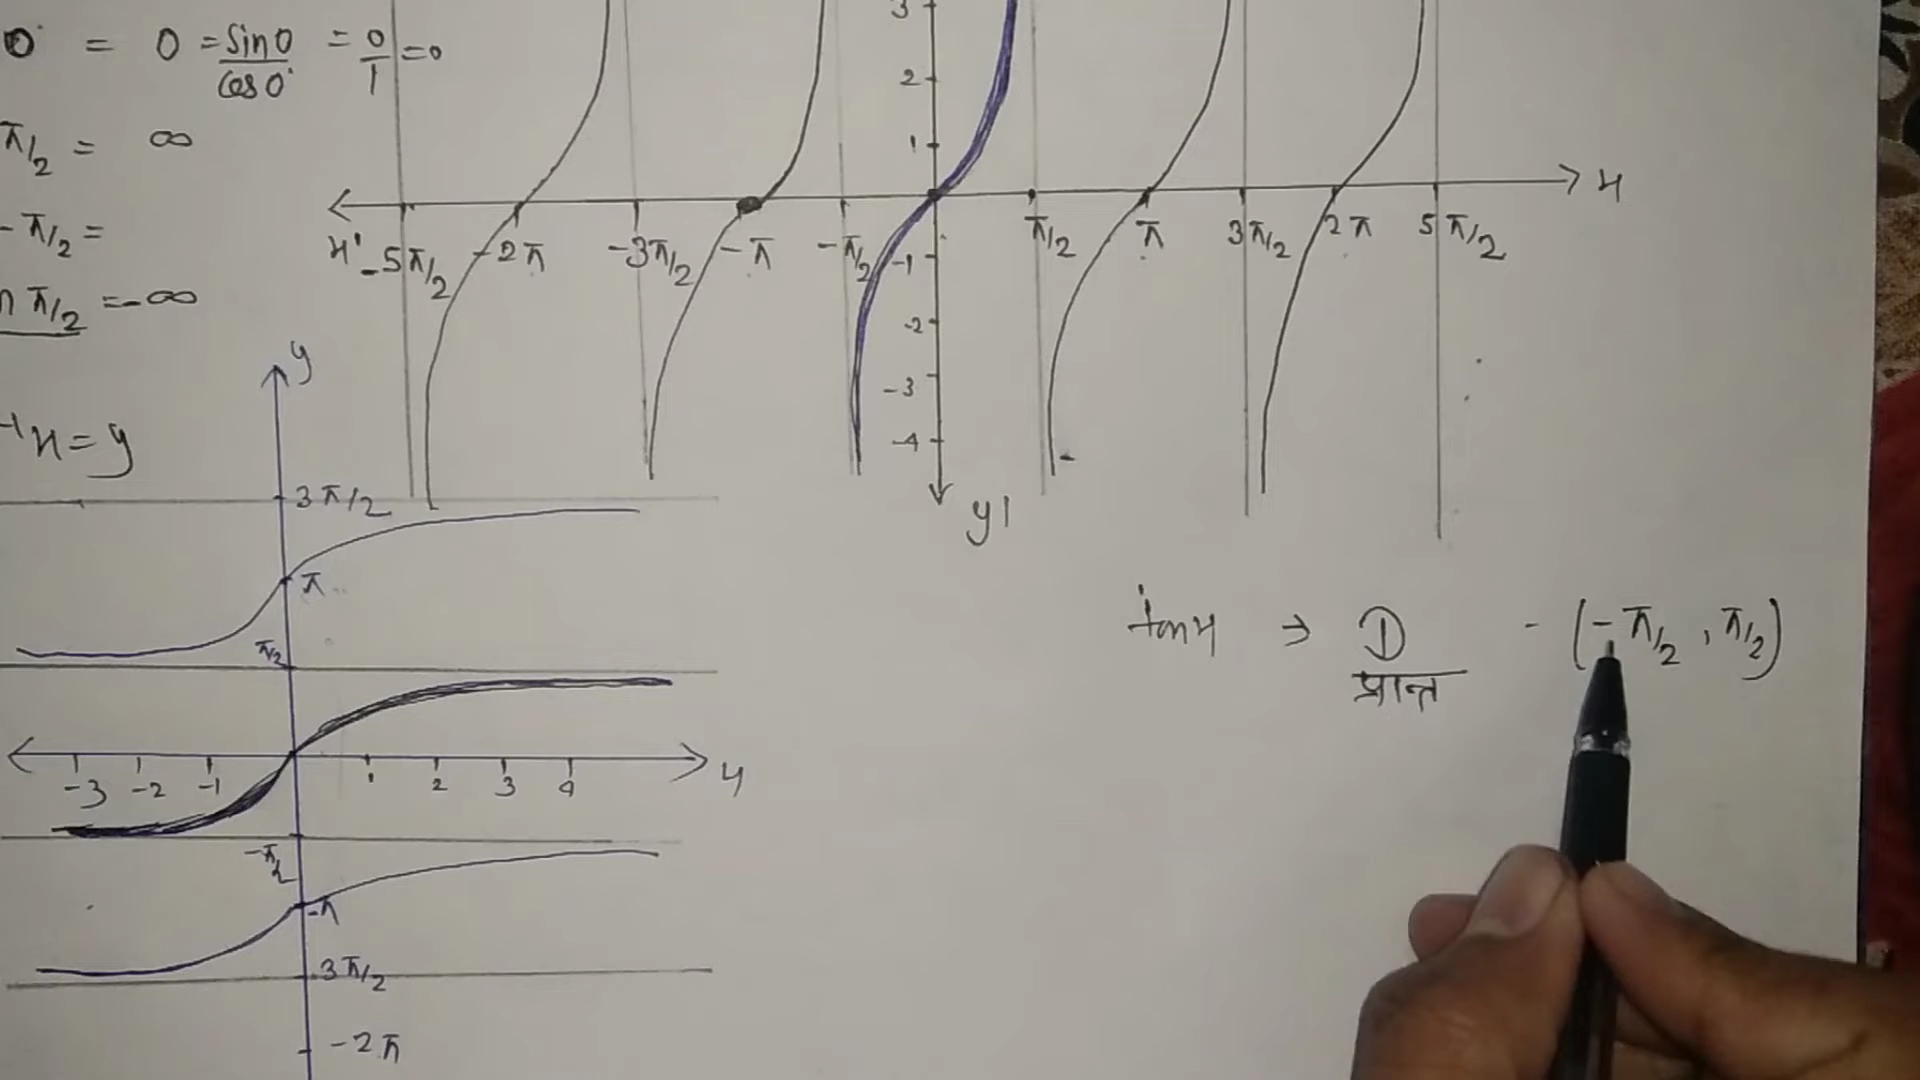 0° = 0 = sin0 / cos0° = 0/1 = 0
π/2 = ∞
-π/2 =
π/2 = -∞
3
2
1
-1
-2
-3
-4
x' -5π/2 -2π -3π/2 -π -π/2 π/2 π 3π/2 2π 5π/2 x
y1
x = y
y
3π/2
π
π/2
-3 -2 -1 1 2 3 4 x
-π/2
-π
3π/2
-2π
tanx → D - (-π/2, π/2)
प्रान्त